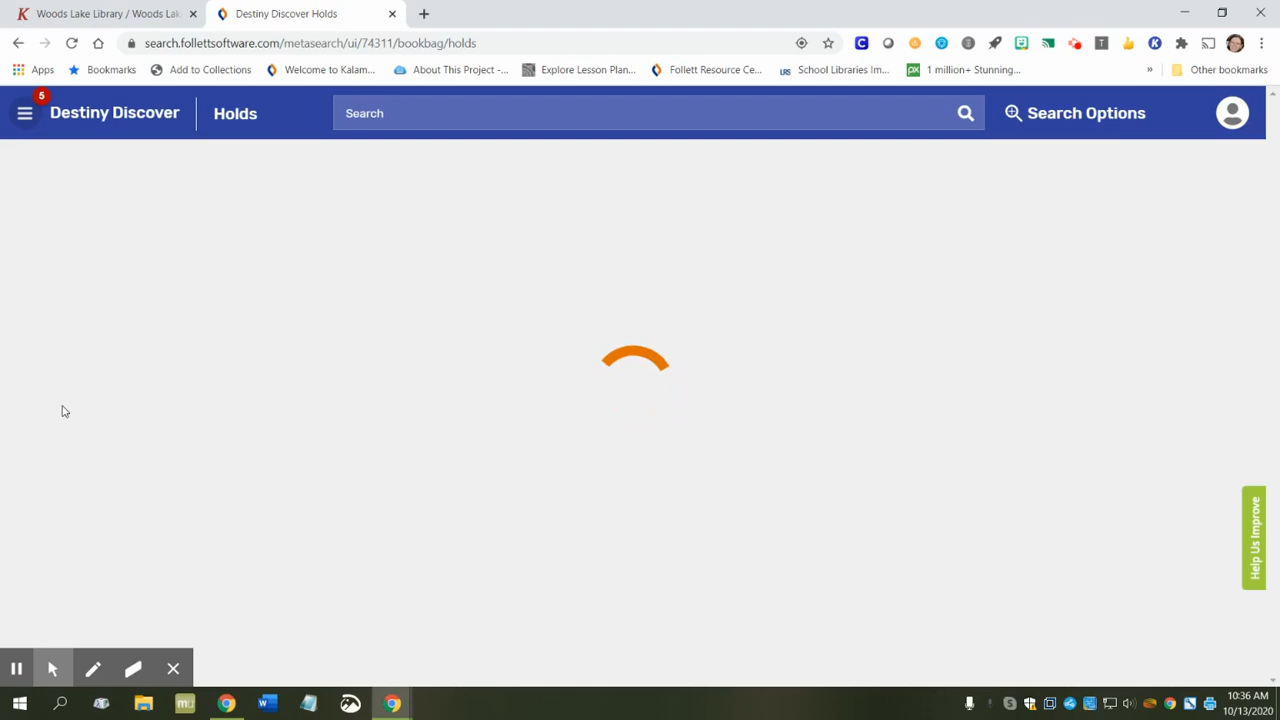 Woods Lake Library / Woods Lak
Destiny Discover Holds
search.follettsoftware.com/metasearch/ui/74311/bookbag/holds
Apps
Bookmarks
Add to Collections
Welcome to Kalam...
About This Project -...
Explore Lesson Plan...
Follett Resource Ce...
School Libraries Im...
1 million+ Stunning...
»
Other bookmarks
5
Destiny Discover
Holds
Search
Search Options
Help Us Improve
10:36 AM
10/13/2020